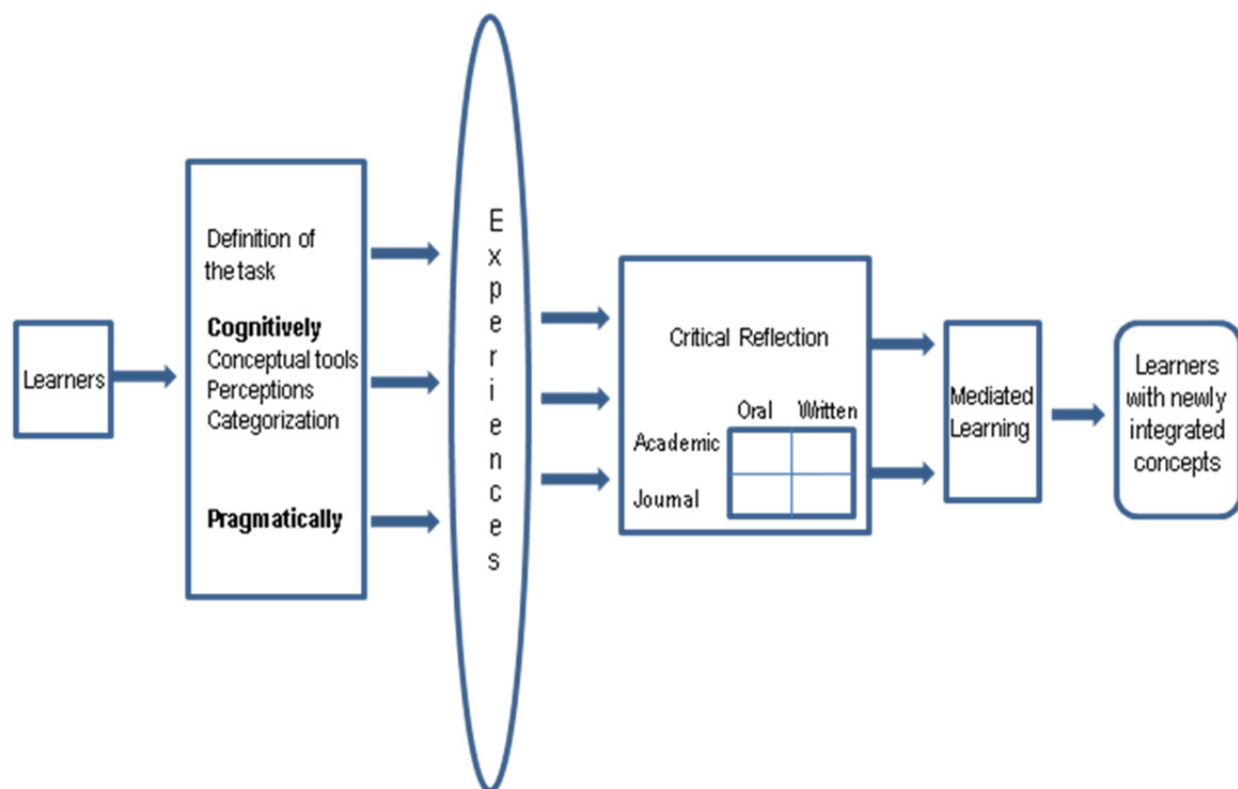 Learners
Definition of
the task
Cognitively
Conceptual tools
Perceptions
Categorization
Pragmatically
Experiences
Critical Reflection
Oral Written
Academic
Journal
Mediated
Learning
Learners
with newly
integrated
concepts